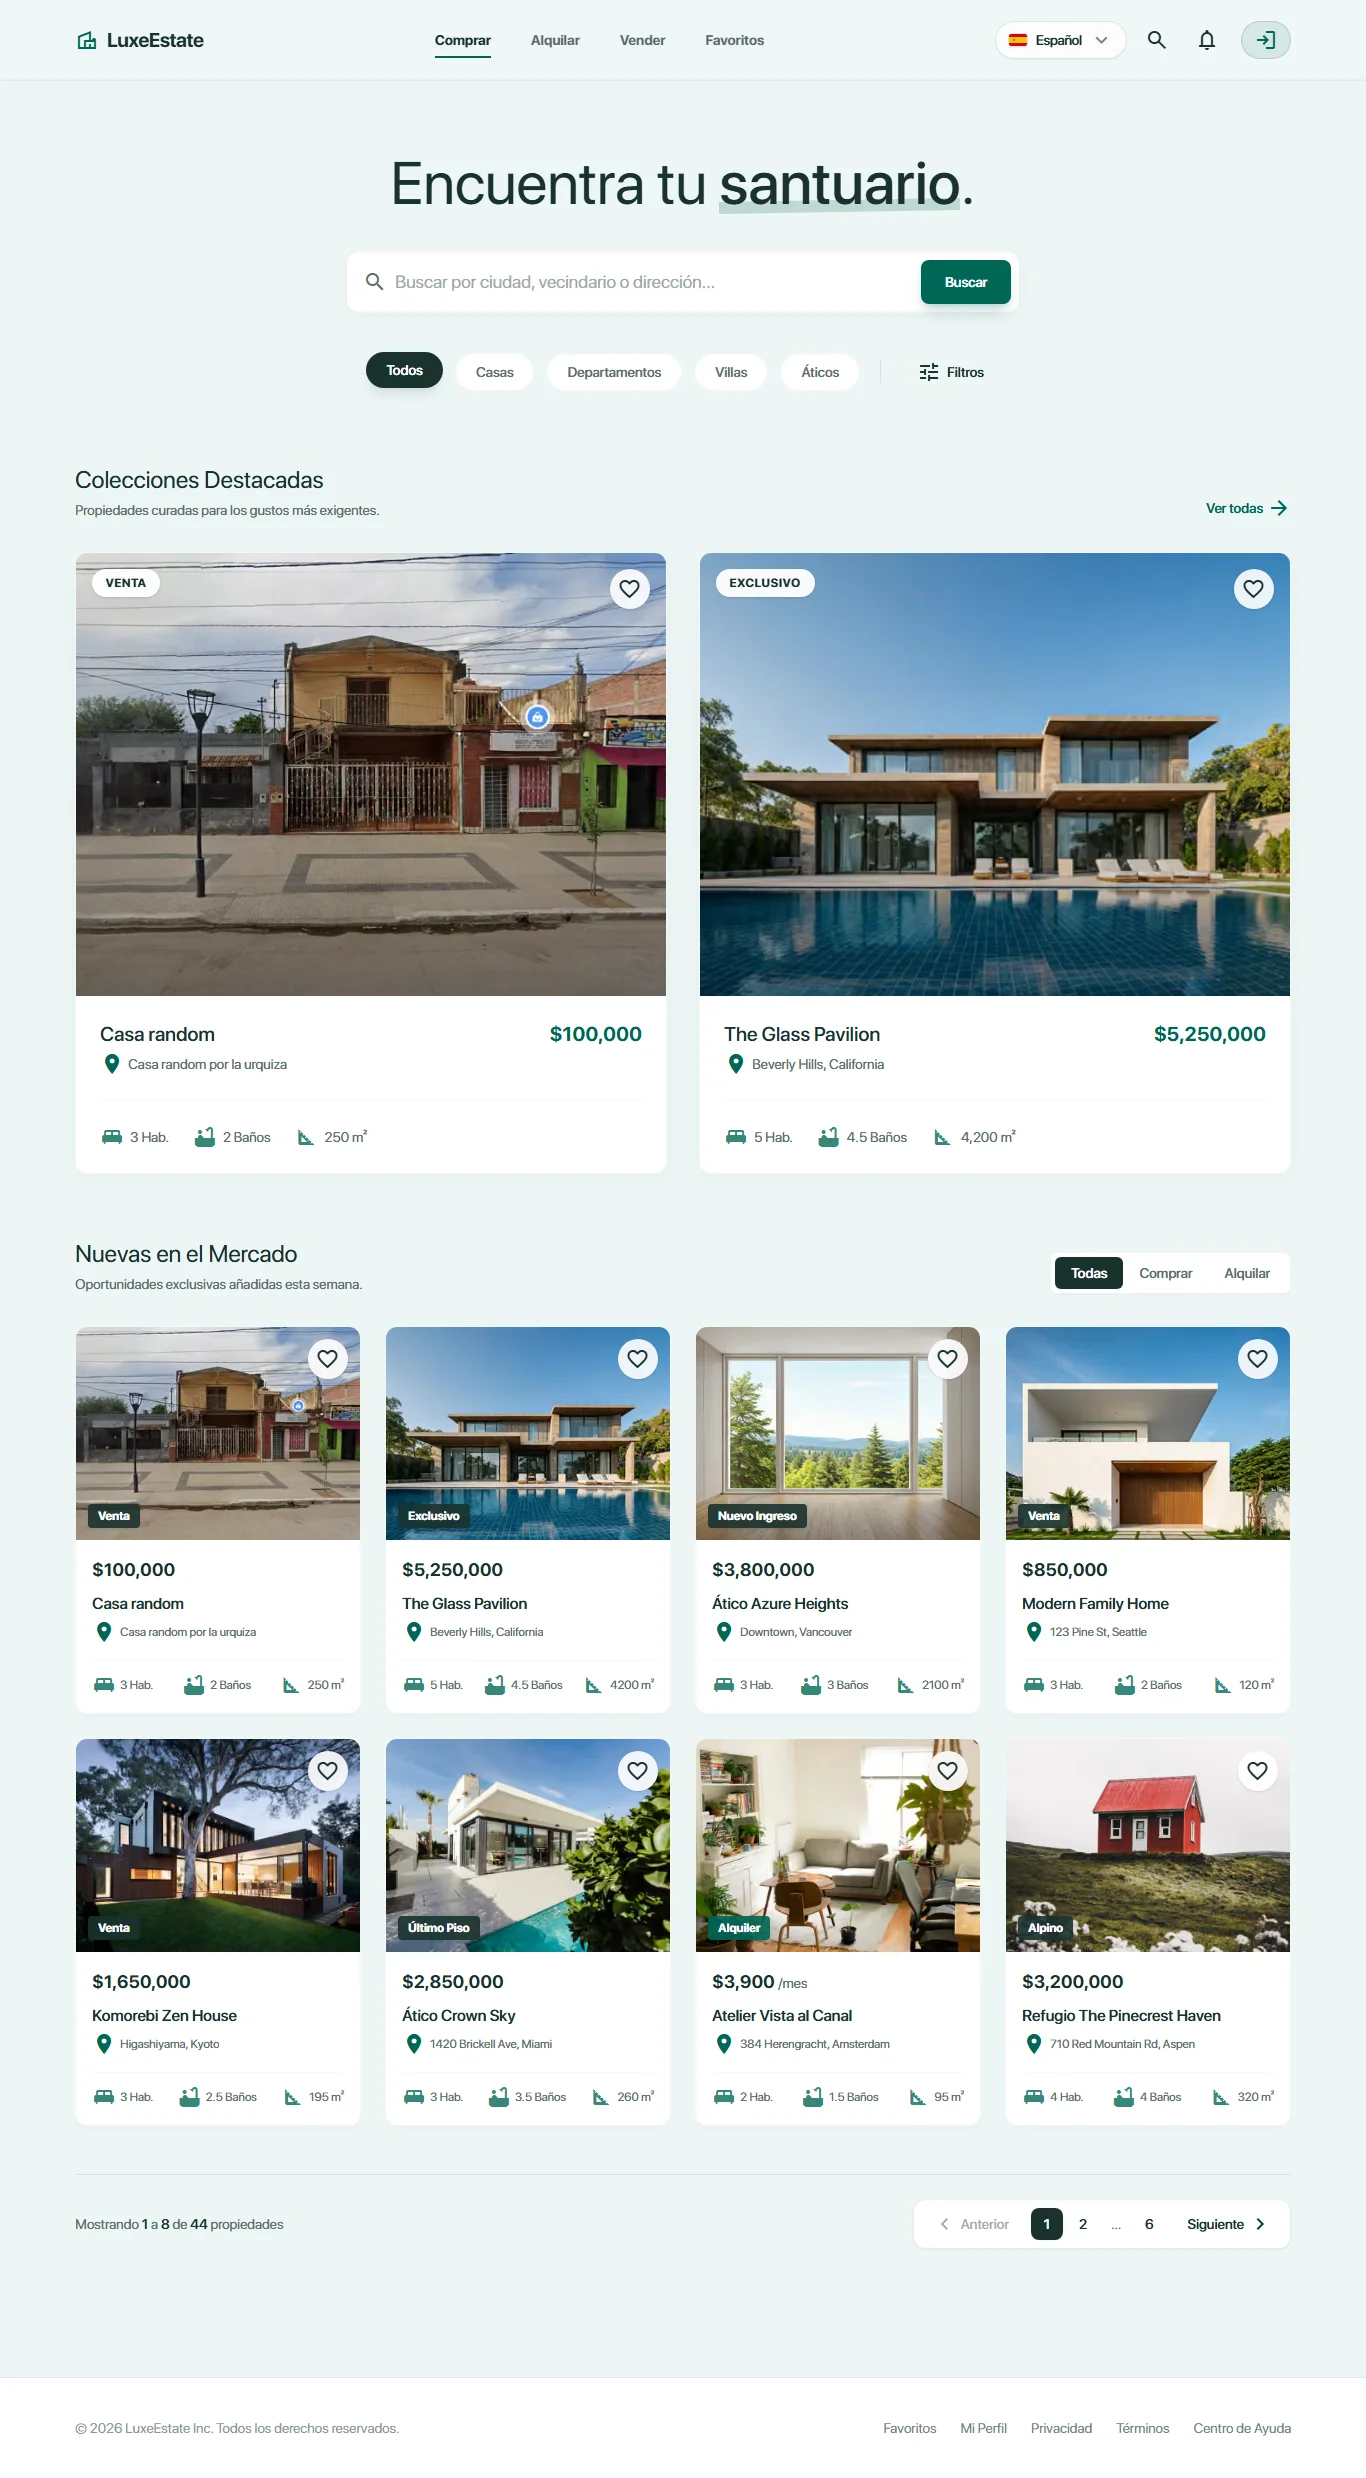 LuxeEstate
Comprar
Alquilar
Vender
Favoritos
Español
Encuentra tu santuario.
Buscar por ciudad, vecindario o dirección...
Buscar
Todos
Casas
Departamentos
Villas
Áticos
Filtros
Colecciones Destacadas
Propiedades curadas para los gustos más exigentes.
Ver todas
VENTA
Casa random
$100,000
Casa random por la urquiza
3 Hab.
2 Baños
250 m²
EXCLUSIVO
The Glass Pavilion
$5,250,000
Beverly Hills, California
5 Hab.
4.5 Baños
4,200 m²
Nuevas en el Mercado
Oportunidades exclusivas añadidas esta semana.
Todas
Comprar
Alquilar
Venta
$100,000
Casa random
Casa random por la urquiza
3 Hab.
2 Baños
250 m²
Exclusivo
$5,250,000
The Glass Pavilion
Beverly Hills, California
5 Hab.
4.5 Baños
4200 m²
Nuevo Ingreso
$3,800,000
Ático Azure Heights
Downtown, Vancouver
3 Hab.
3 Baños
2100 m²
Venta
$850,000
Modern Family Home
123 Pine St, Seattle
3 Hab.
2 Baños
120 m²
Venta
$1,650,000
Komorebi Zen House
Higashiyama, Kyoto
3 Hab.
2.5 Baños
195 m²
Último Piso
$2,850,000
Ático Crown Sky
1420 Brickell Ave, Miami
3 Hab.
3.5 Baños
260 m²
Alquiler
$3,900 /mes
Atelier Vista al Canal
384 Herengracht, Amsterdam
2 Hab.
1.5 Baños
95 m²
Alpino
$3,200,000
Refugio The Pinecrest Haven
710 Red Mountain Rd, Aspen
4 Hab.
4 Baños
320 m²
Mostrando 1 a 8 de 44 propiedades
Anterior
1
2
...
6
Siguiente
© 2026 LuxeEstate Inc. Todos los derechos reservados.
Favoritos
Mi Perfil
Privacidad
Términos
Centro de Ayuda